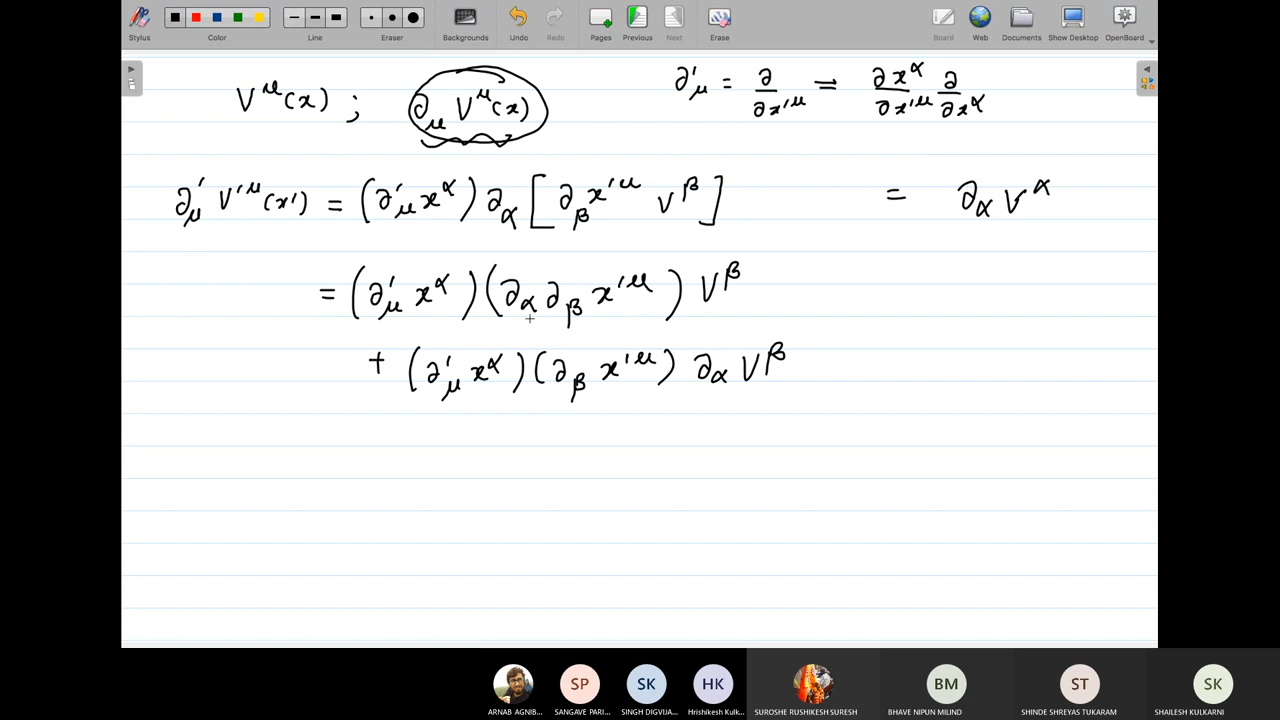 Stylus Color Line Eraser Backgrounds Undo Redo Pages Previous Next Erase Board Web Documents Show Desktop OpenBoard
V^μ(x) ; ∂_μ V^μ(x) ∂'_μ = ∂/∂x'^μ = ∂x^α/∂x'^μ ∂/∂x^α
∂'_μ V'^μ(x') = (∂'_μ x^α) ∂_α [∂_β x'^μ V^β] = ∂_α V^α
= (∂'_μ x^α)(∂_α ∂_β x'^μ) V^β
+ (∂'_μ x^α)(∂_β x'^μ) ∂_α V^β
SP SK HK BM ST SK
ARNAB AGNIB... SANGAVE PARI... SINGH DIGVIJA... Hrishikesh Kulk... SUROSHE RUSHIKESH SURESH BHAVE NIPUN MILIND SHINDE SHREYAS TUKARAM SHAILESH KULKARNI